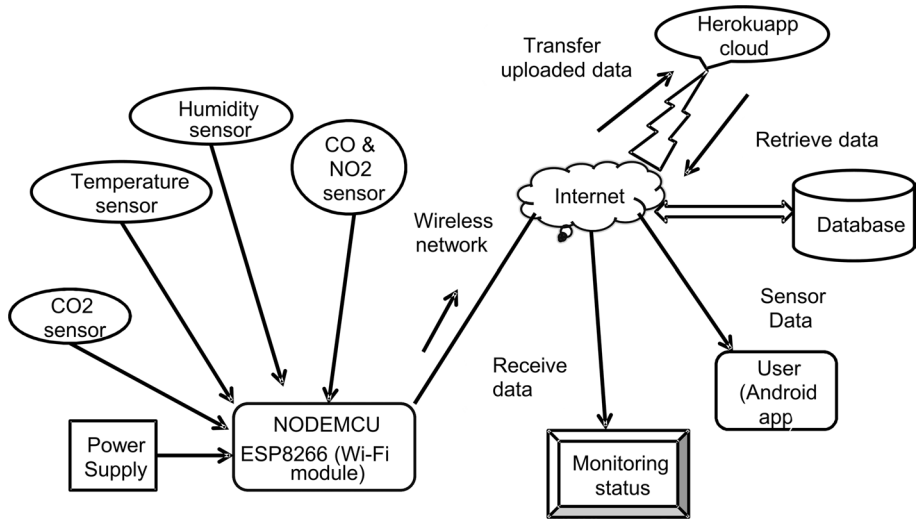 Herokuapp
cloud
Transfer
uploaded data
Humidity
sensor
CO &
NO2
sensor
Retrieve data
Temperature
sensor
Internet
Wireless
network
Database
CO2
sensor
Sensor
Data
Receive
data
User
(Android
app
NODEMCU
ESP8266 (Wi-Fi
module)
Power
Supply
Monitoring
status